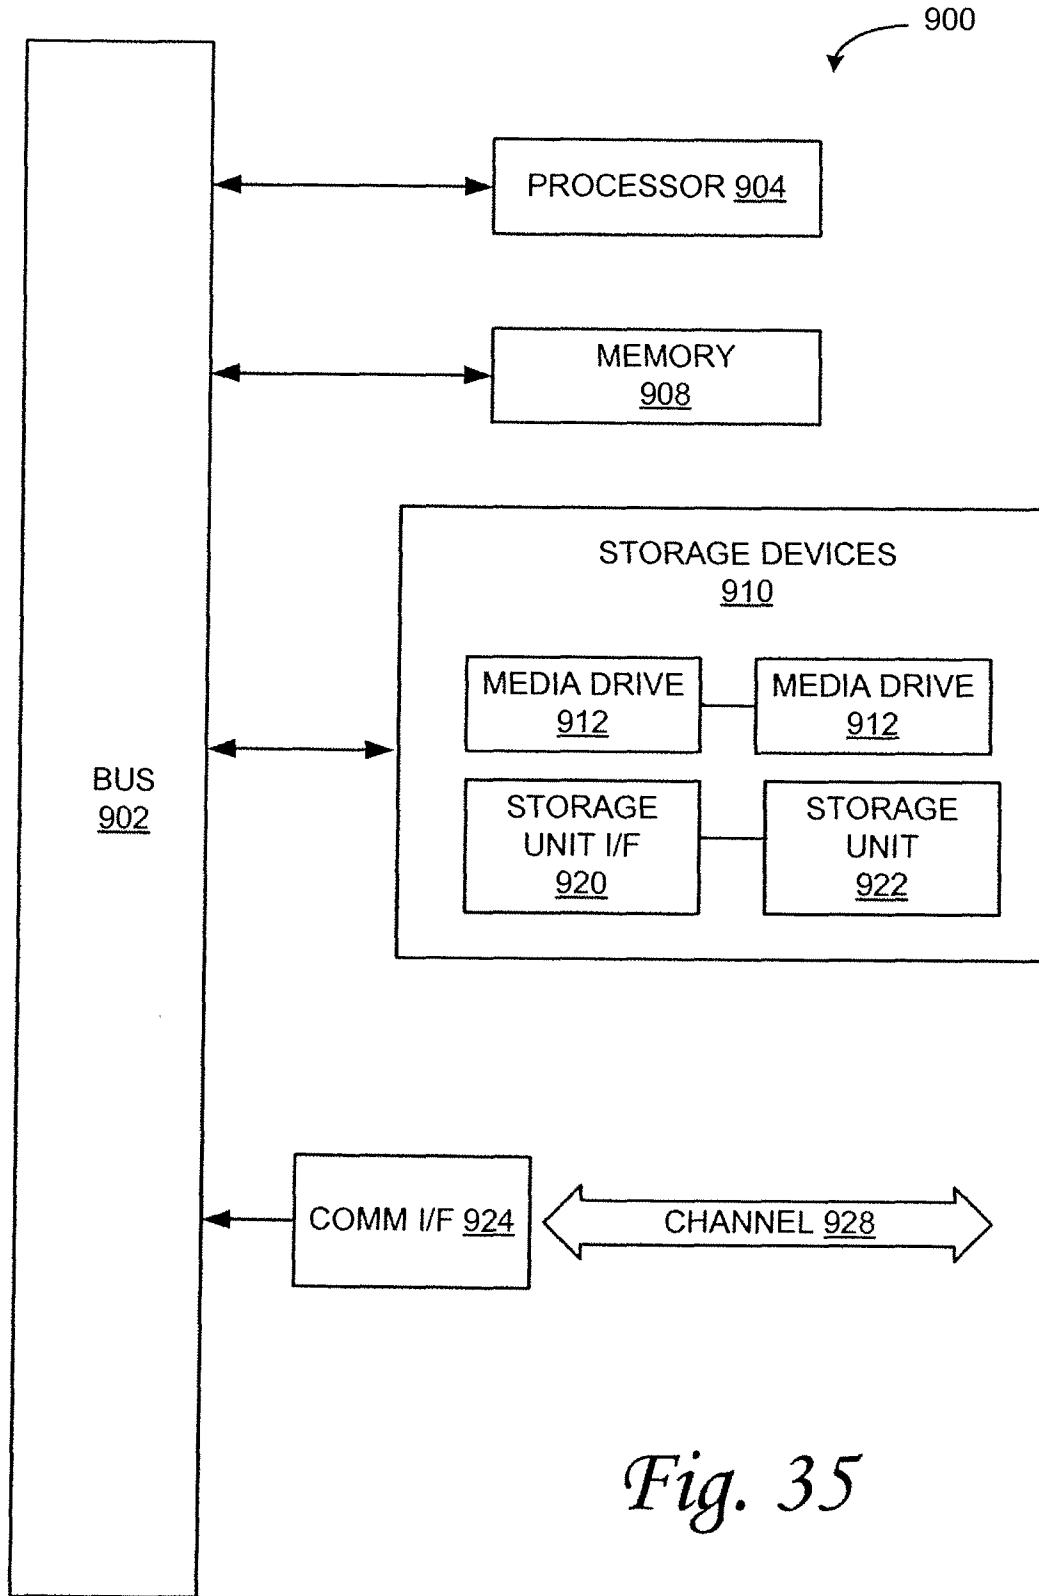 900
PROCESSOR 904
MEMORY
908
STORAGE DEVICES
910
MEDIA DRIVE
912
MEDIA DRIVE
912
STORAGE
UNIT I/F
920
STORAGE
UNIT
922
BUS
902
COMM I/F 924
CHANNEL 928
Fig. 35